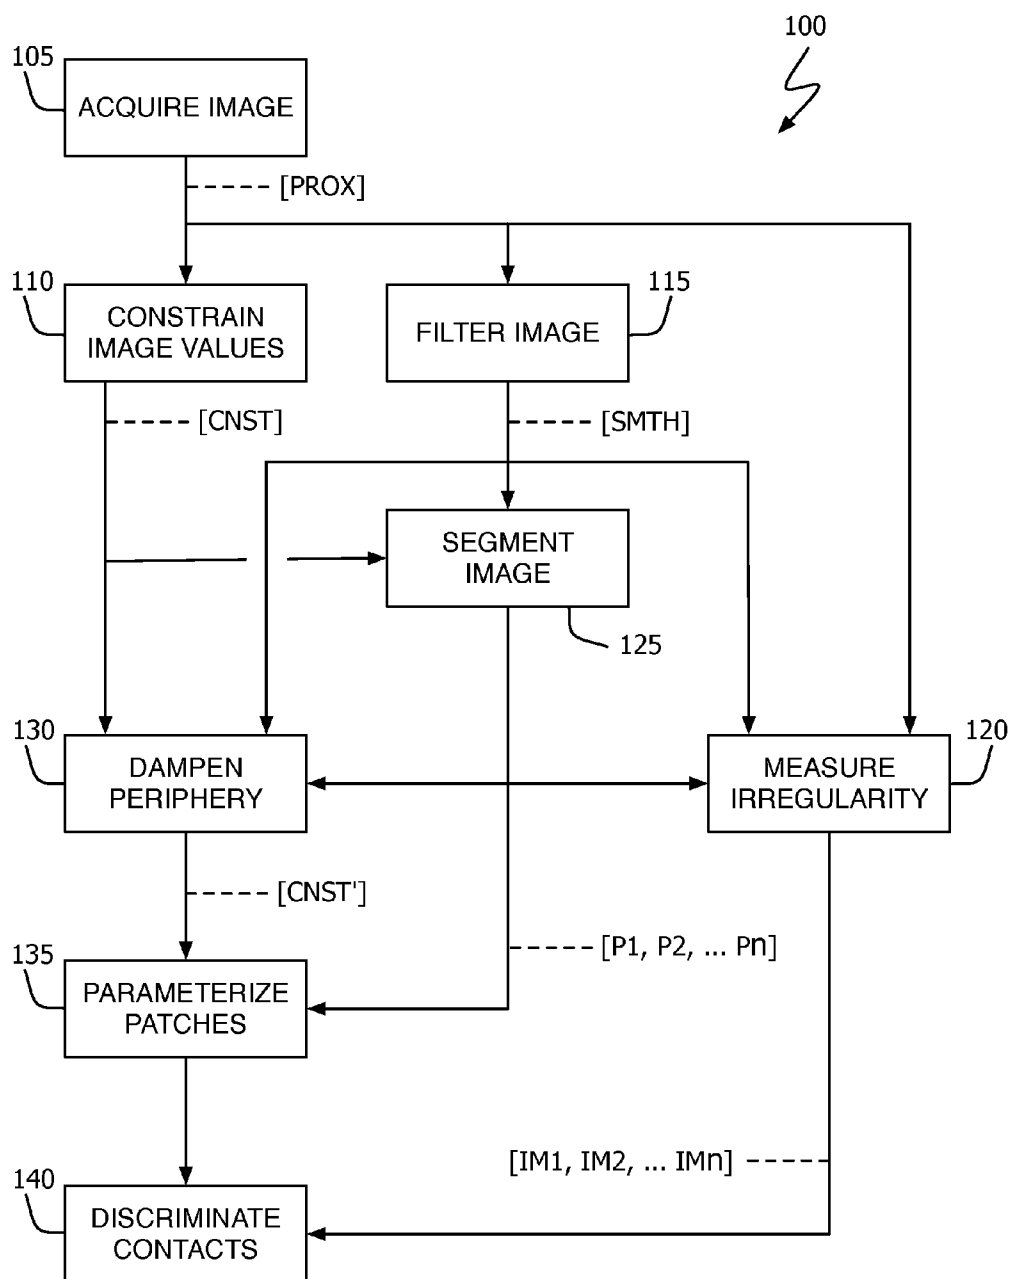 100
105
ACQUIRE IMAGE
[PROX]
110
CONSTRAIN
IMAGE VALUES
115
FILTER IMAGE
[CNST]
[SMTH]
SEGMENT
IMAGE
125
130
DAMPEN
PERIPHERY
120
MEASURE
IRREGULARITY
[CNST']
[P1, P2, ... Pn]
135
PARAMETERIZE
PATCHES
[IM1, IM2, ... IMn]
140
DISCRIMINATE
CONTACTS